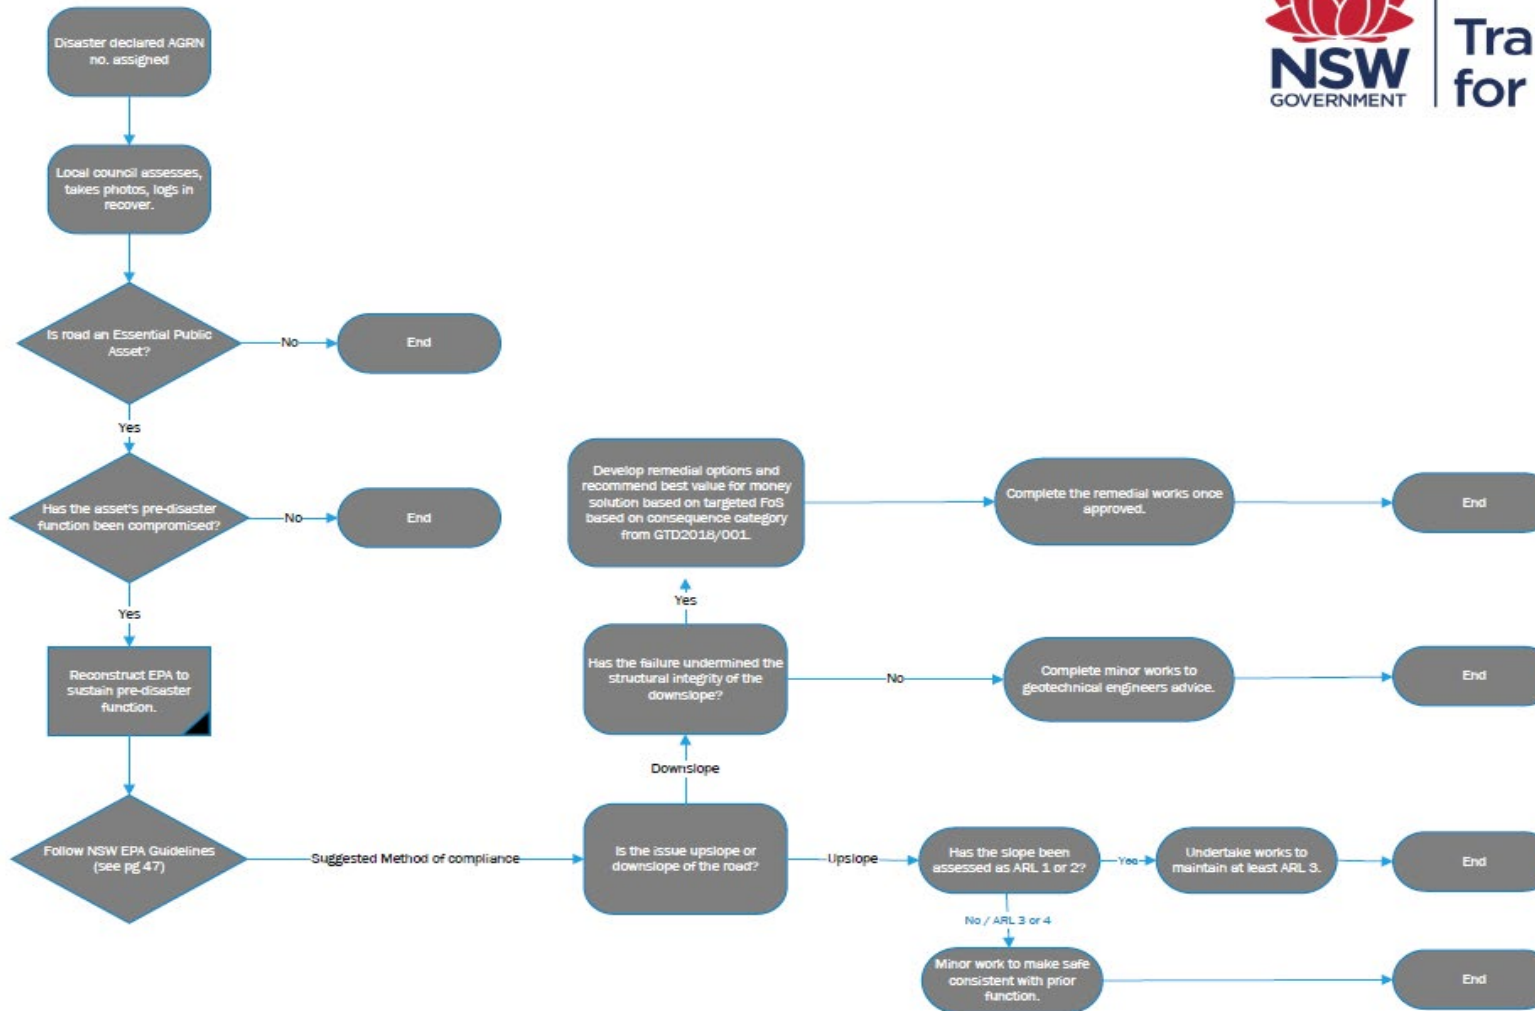 Disaster declared AGRN
no. assigned
NSW
GOVERNMENT
Tra
for
Local council assesses,
takes photos, logs in
recover.
Is road an Essential Public
Asset?
No
End
Yes
Has the asset's pre-disaster
function been compromised?
No
End
Yes
Reconstruct EPA to
sustain pre-disaster
function.
Follow NSW EPA Guidelines
(see pg 47)
Suggested Method of compliance
Is the issue upslope or
downslope of the road?
Downslope
Has the failure undermined the
structural integrity of the
downslope?
Yes
Develop remedial options and
recommend best value for money
solution based on targeted FoS
based on consequence category
from GTD2018/001.
Complete the remedial works once
approved.
End
No
Complete minor works to
geotechnical engineers advice.
End
Upslope
Has the slope been
assessed as ARL 1 or 2?
Yes
Undertake works to
maintain at least ARL 3.
End
No / ARL 3 or 4
Minor work to make safe
consistent with prior
function.
End